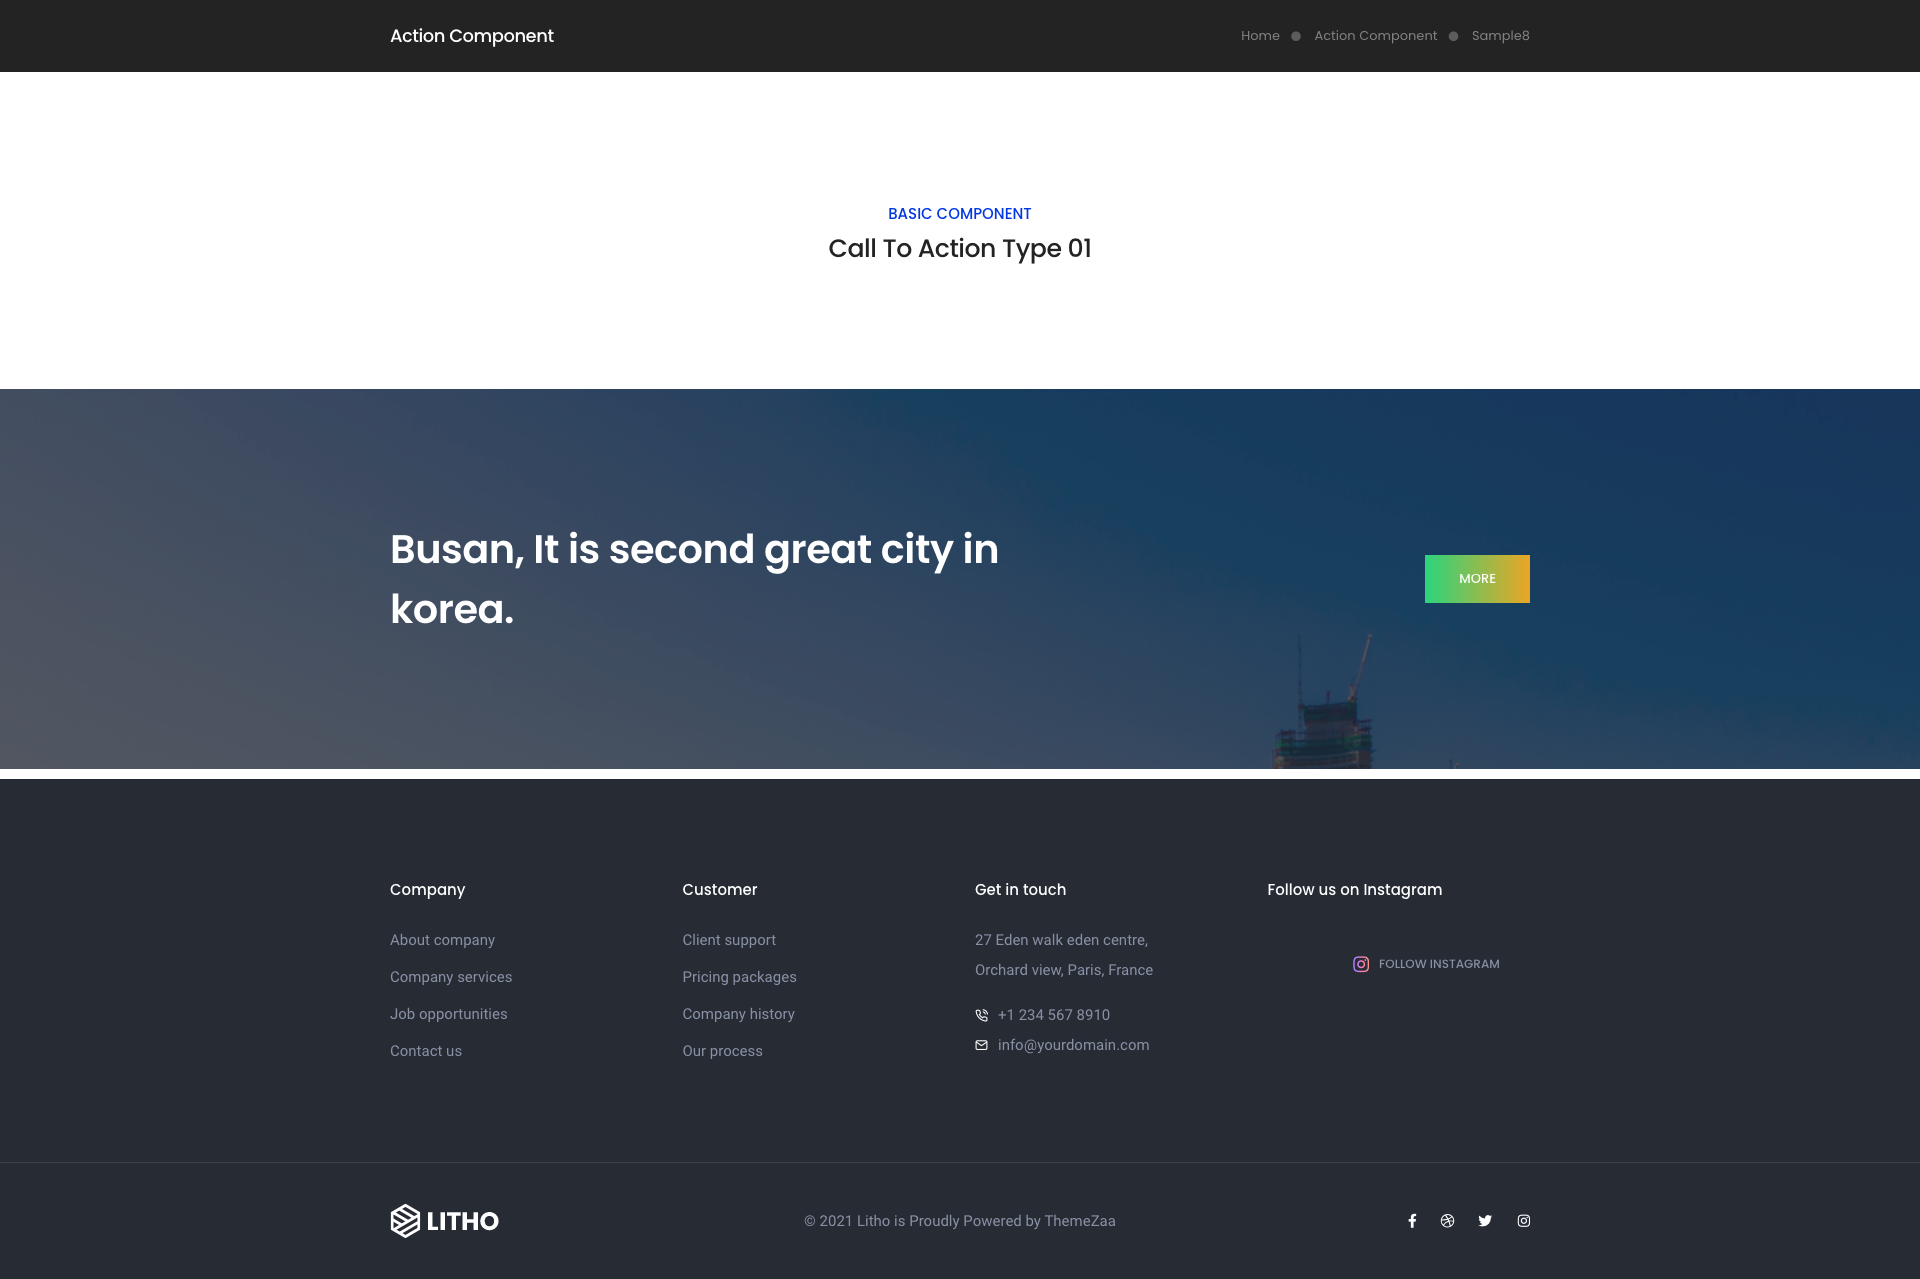 Action Component
Home
Action Component
Sample8
BASIC COMPONENT
Call To Action Type 01
Busan, It is second great city in
korea.
MORE
Company
About company
Company services
Job opportunities
Contact us
Customer
Client support
Pricing packages
Company history
Our process
Get in touch
27 Eden walk eden centre,
Orchard view, Paris, France
+1 234 567 8910
info@yourdomain.com
Follow us on Instagram
FOLLOW INSTAGRAM
LITHO
© 2021 Litho is Proudly Powered by ThemeZaa